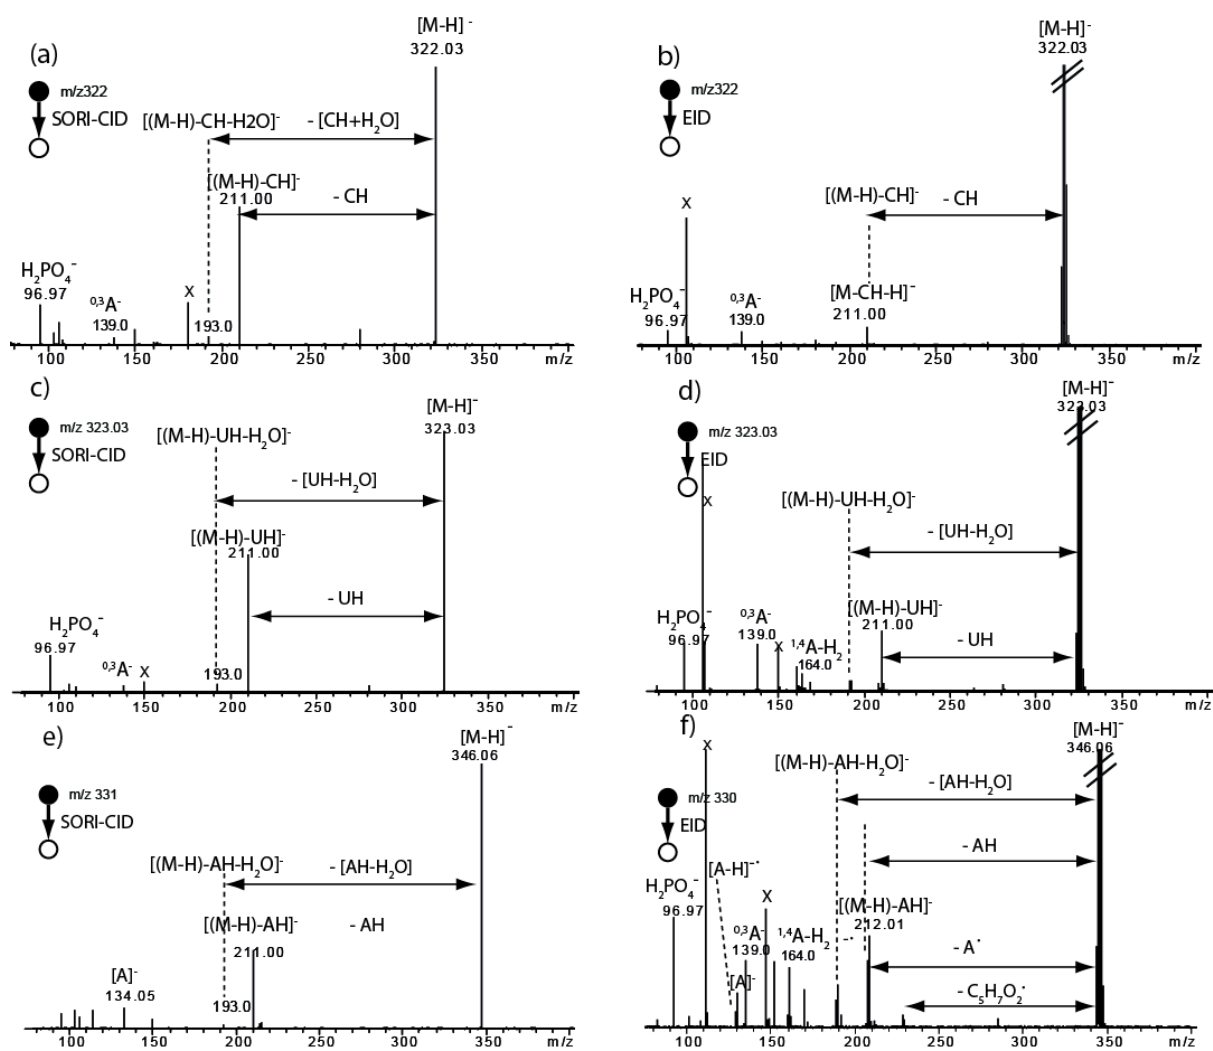 (a)
[M-H] -
322.03
m/z322
SORI-CID
[(M-H)-CH-H2O]-
- [CH+H₂O]
[(M-H)-CH]-
211.00
- CH
X
H₂PO₄⁻
96.97
0,3A-
139.0
193.0
100 150 200 250 300 350 m/z
(b)
[M-H]-
322.03
m/z322
EID
[(M-H)-CH]-
- CH
X
[M-CH-H]-
211.00
H₂PO₄⁻
96.97
0,3A-
139.0
100 150 200 250 300 350 m/z
c)
[M-H]-
323.03
m/z 323.03
SORI-CID
[(M-H)-UH-H₂O]-
- [UH-H₂O]
[(M-H)-UH]-
211.00
- UH
H₂PO₄⁻
96.97
0,3A-
X
193.0
100 150 200 250 300 350 m/z
d)
[M-H]-
323.03
m/z 323.03
EID
X
[(M-H)-UH-H₂O]-
- [UH-H₂O]
[(M-H)-UH]-
211.00
- UH
H₂PO₄⁻
96.97
0,3A-
139.0
X
1,4A-H₂
164.0
100 150 200 250 300 350 m/z
e)
[M-H]-
346.06
m/z 331
SORI-CID
[(M-H)-AH-H₂O]-
- [AH-H₂O]
[(M-H)-AH]-
211.00
- AH
[A]-
134.05
193.0
100 150 200 250 300 350 m/z
f)
[M-H]-
346.06
X
m/z 330
EID
[(M-H)-AH-H₂O]-
- [AH-H₂O]
- AH
[A-H]-•
H₂PO₄⁻
96.97
X
[(M-H)-AH]-
212.01
0,3A-
139.0
1,4A-H₂ -•
164.0
[A]-
- A•
- C₅H₇O₂•
100 150 200 250 300 350 m/z